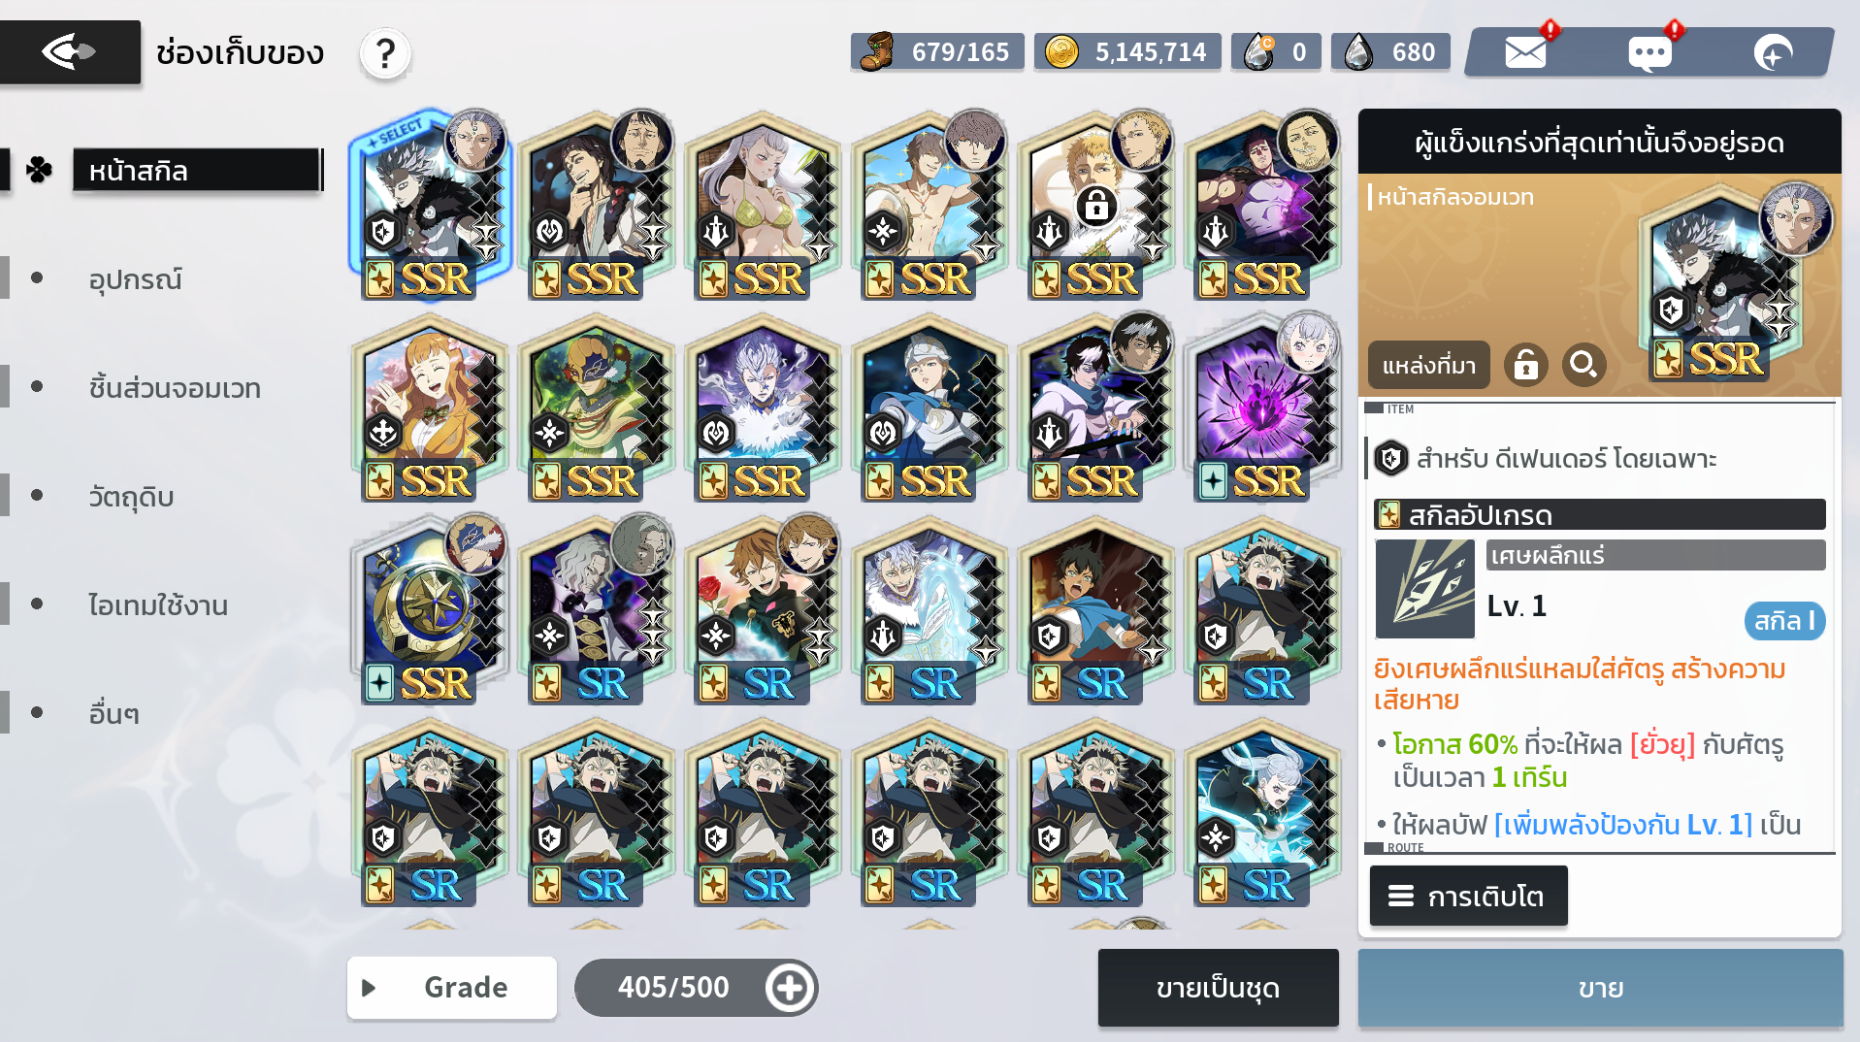 ช่องเก็บของ
?
679/165
5,145,714
0
680
หน้าสกิล
อุปกรณ์
ชิ้นส่วนจอมเวท
วัตถุดิบ
ไอเทมใช้งาน
อื่นๆ
+ SELECT
SSR SSR SSR SSR SSR SSR
SSR SSR SSR SSR SSR SSR
SSR SR SR SR SR SR
SR SR SR SR SR SR
Grade
405/500
ขายเป็นชุด
ผู้แข็งแกร่งที่สุดเท่านั้นจึงอยู่รอด
หน้าสกิลจอมเวท
แหล่งที่มา
SSR
ITEM
สำหรับ ดีเฟนเดอร์ โดยเฉพาะ
สกิลอัปเกรด
เศษผลึกแร่
Lv. 1
สกิล I
ยิงเศษผลึกแร่แหลมใส่ศัตรู สร้างความ
เสียหาย
• โอกาส 60% ที่จะให้ผล [ยั่วยุ] กับศัตรู
เป็นเวลา 1 เทิร์น
• ให้ผลบัฟ [เพิ่มพลังป้องกัน Lv. 1] เป็น
ROUTE
การเติบโต
ขาย